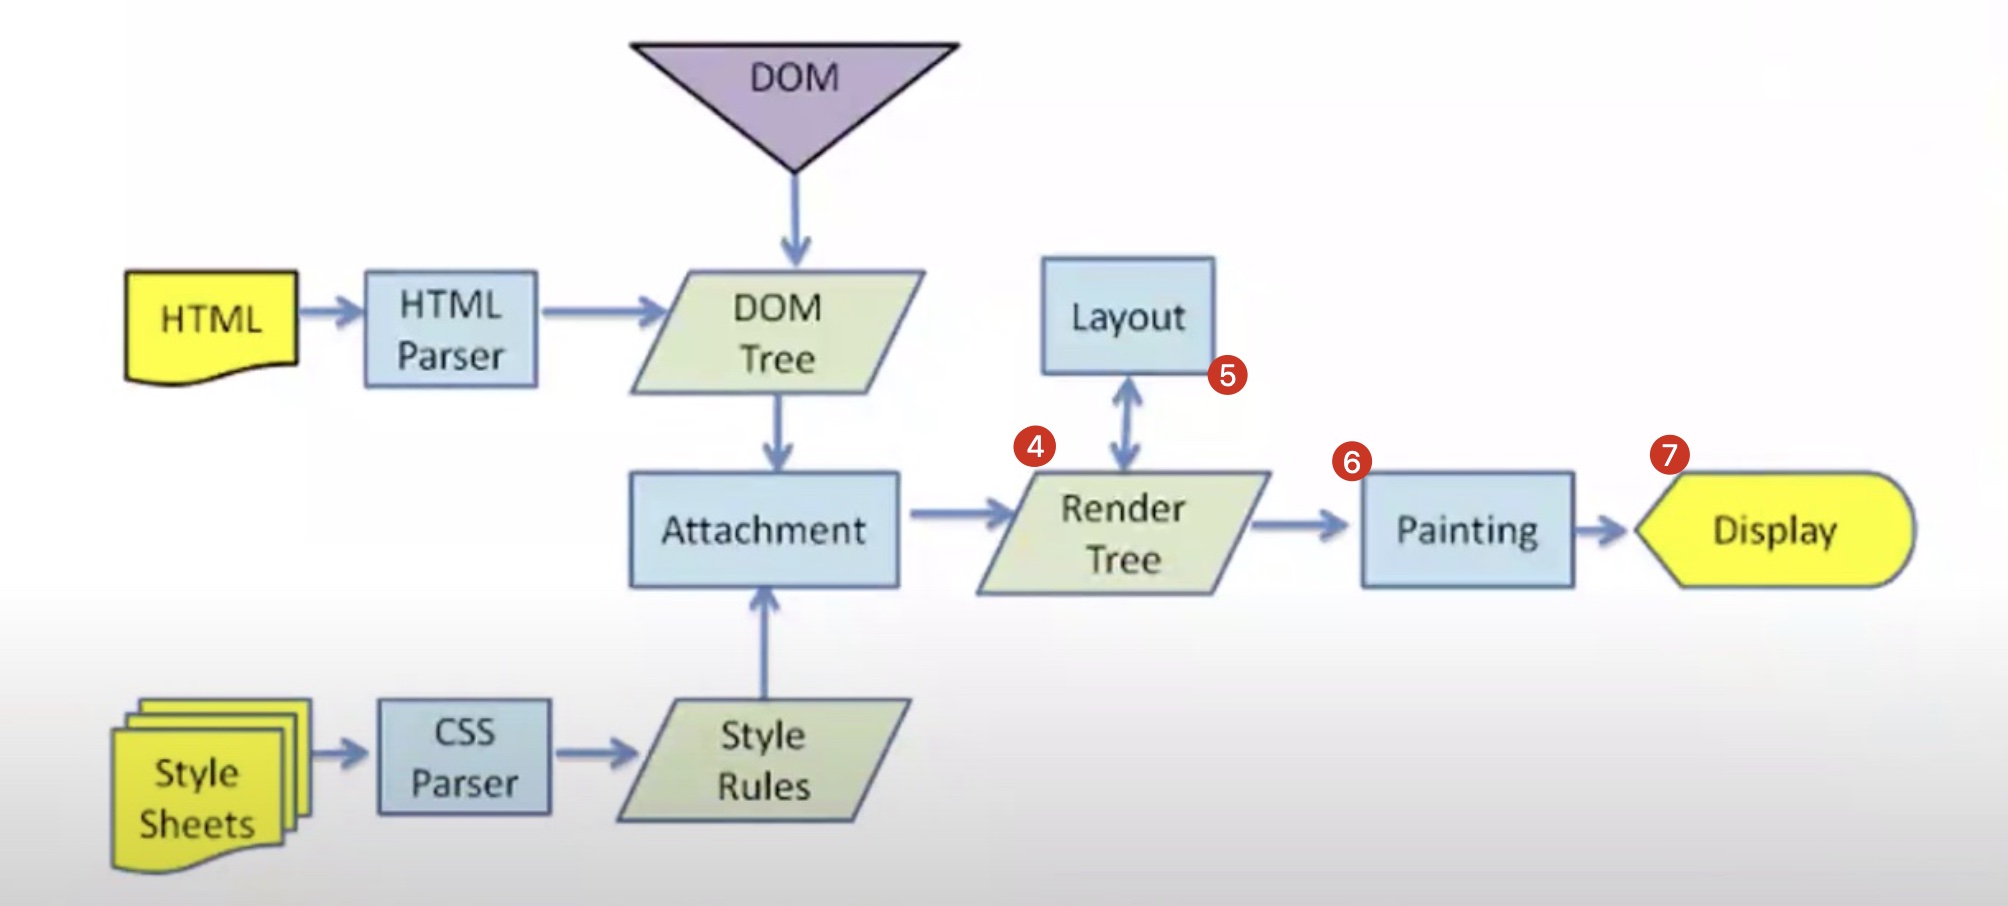 DOM
HTML
HTML
Parser
DOM
Tree
Layout
5
4
6
7
Attachment
Render
Tree
Painting
Display
Style
Sheets
CSS
Parser
Style
Rules